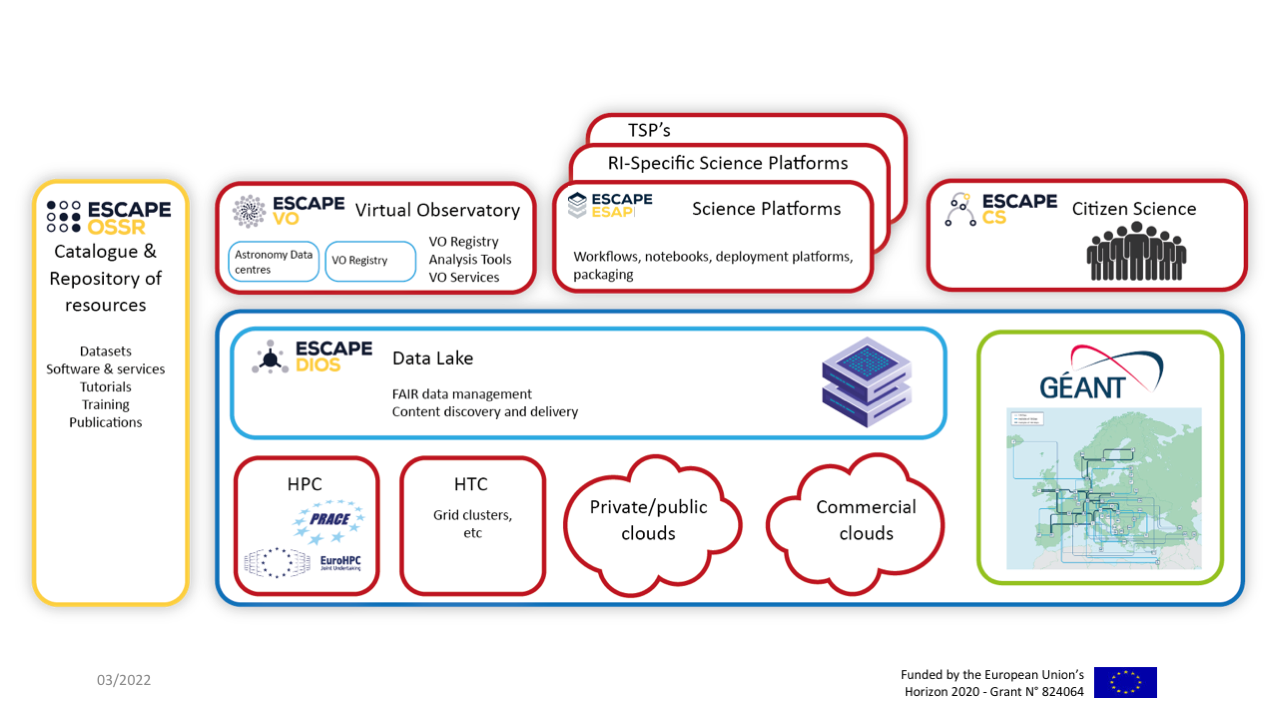 TSP's
RI-Specific Science Platforms
ESCAPE
OSSR
Catalogue &
Repository of
resources
Datasets
Software & services
Tutorials
Training
Publications
ESCAPE
VO
Virtual Observatory
Astronomy Data
centres
VO Registry
VO Registry
Analysis Tools
VO Services
ESCAPE
ESAP
Science Platforms
Workflows, notebooks, deployment platforms,
packaging
ESCAPE
CS
Citizen Science
ESCAPE
DIOS
Data Lake
FAIR data management
Content discovery and delivery
GÉANT
HPC
PRACE
EuroHPC
Joint Undertaking
HTC
Grid clusters,
etc
Private/public
clouds
Commercial
clouds
03/2022
Funded by the European Union's
Horizon 2020 - Grant N° 824064